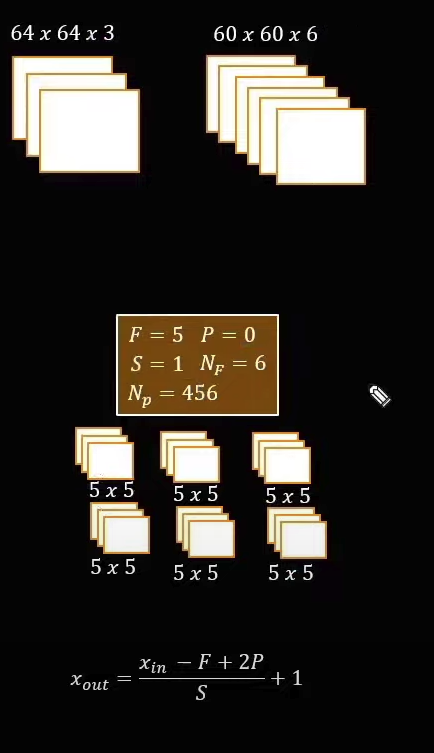 64 x 64 x 3
60 x 60 x 6
F = 5 P = 0
S = 1 N_F = 6
N_p = 456
5 x 5
5 x 5
5 x 5
5 x 5
5 x 5
5 x 5
x_out = (x_in − F + 2P) / S + 1